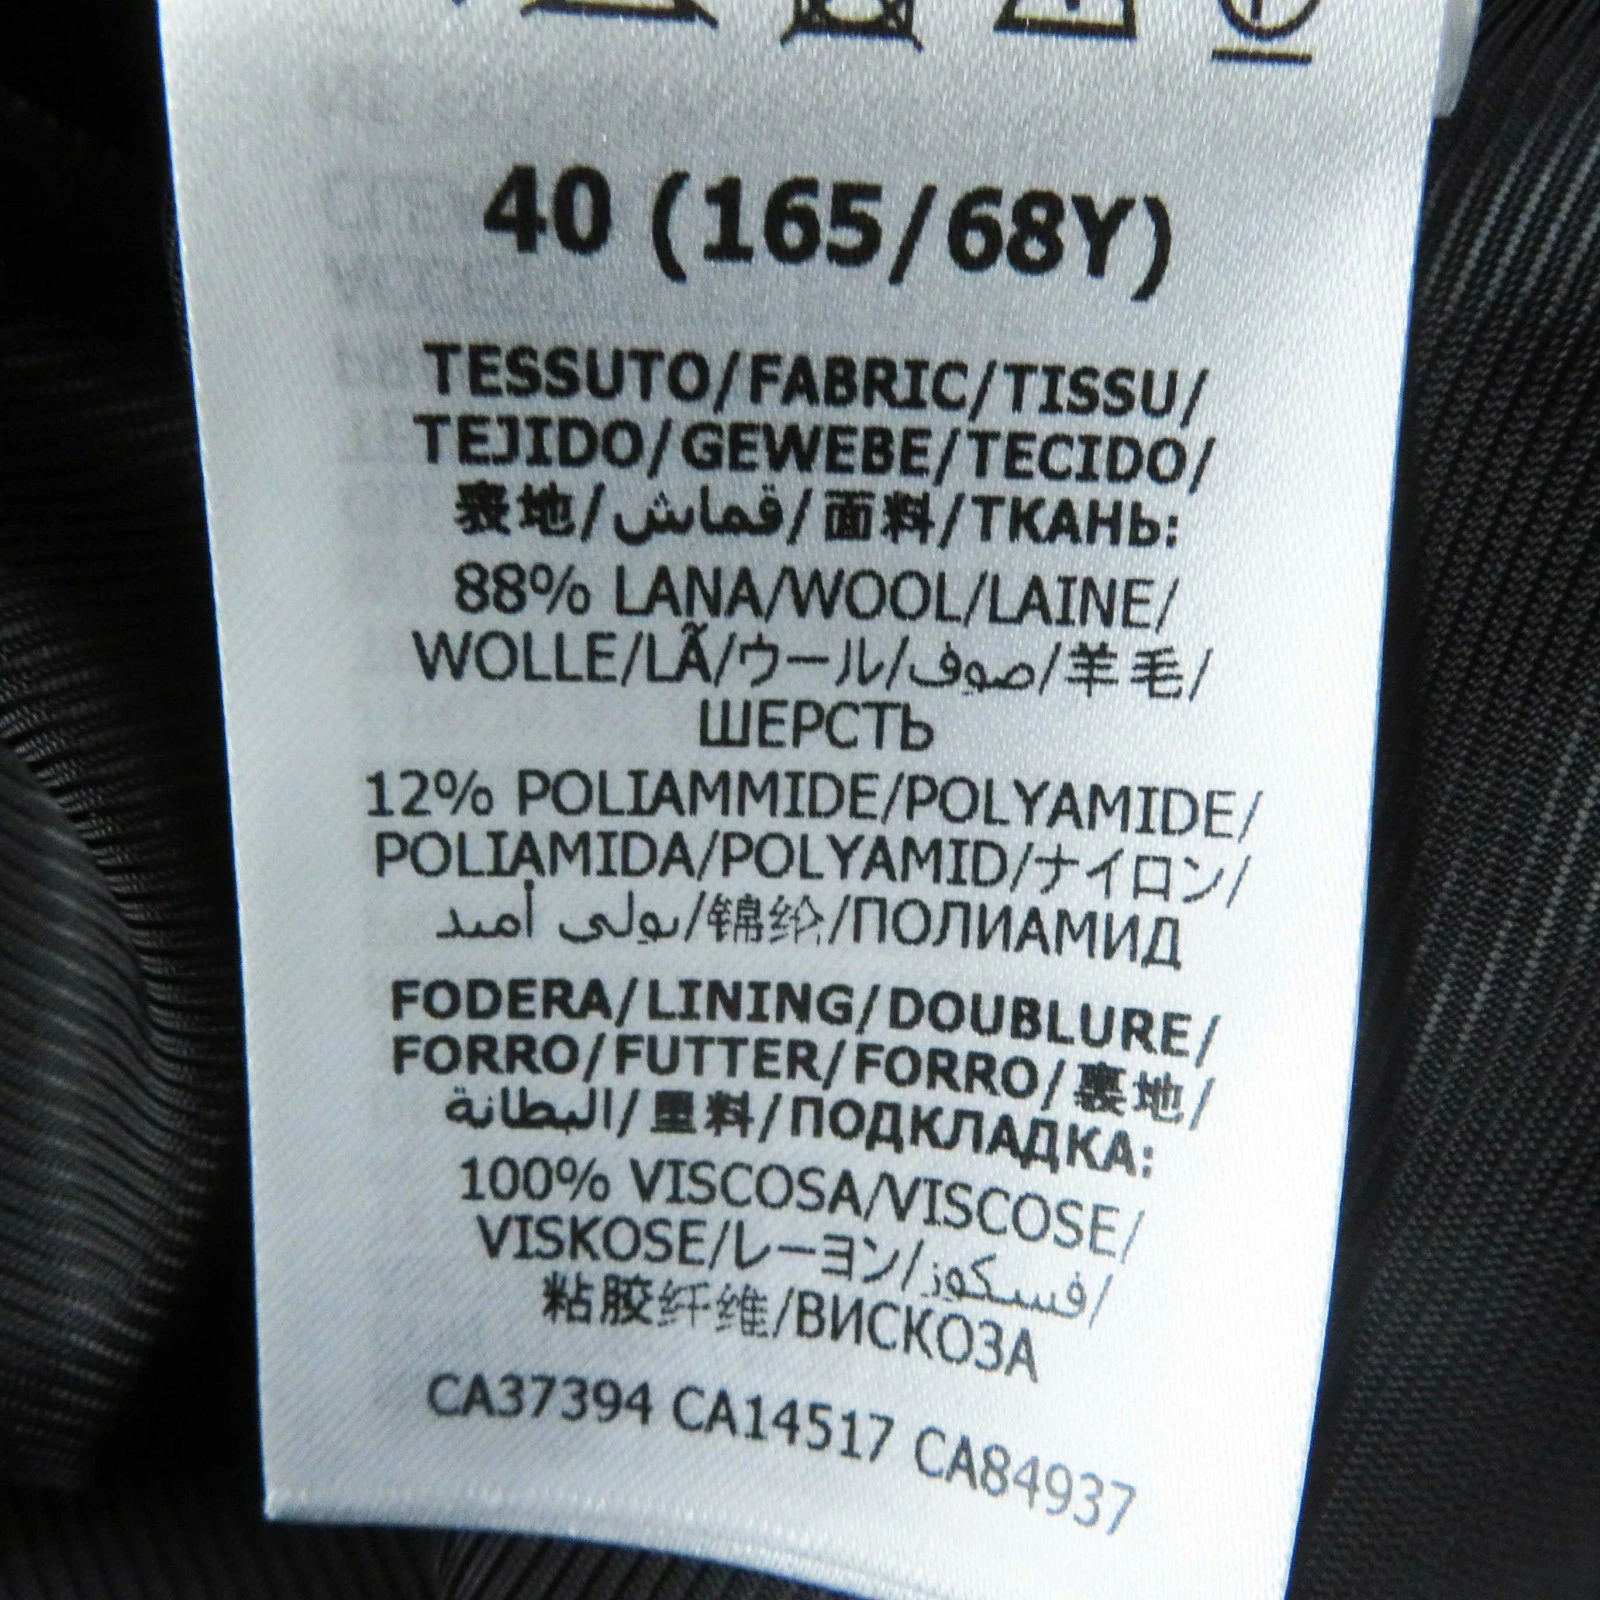 40 (165/68Y)
TESSUTO/FABRIC/TISSU/
TEJIDO/GEWEBE/TECIDO/
裏地/قماش/面料/ТКАНЬ:
88% LANA/WOOL/LAINE/
WOLLE/LÃ/ウール/صوف/羊毛/
ШЕРСТЬ
12% POLIAMMIDE/POLYAMIDE/
POLIAMIDA/POLYAMID/ナイロン/
بولي أميد/锦纶/ПОЛИАМИД
FODERA/LINING/DOUBLURE/
FORRO/FUTTER/FORRO/裏地/
البطانة/里料/ПОДКЛАДКА:
100% VISCOSA/VISCOSE/
VISKOSE/レーヨン/فسكوز/
粘胶纤维/ВИСКОЗА
CA37394 CA14517 CA84937